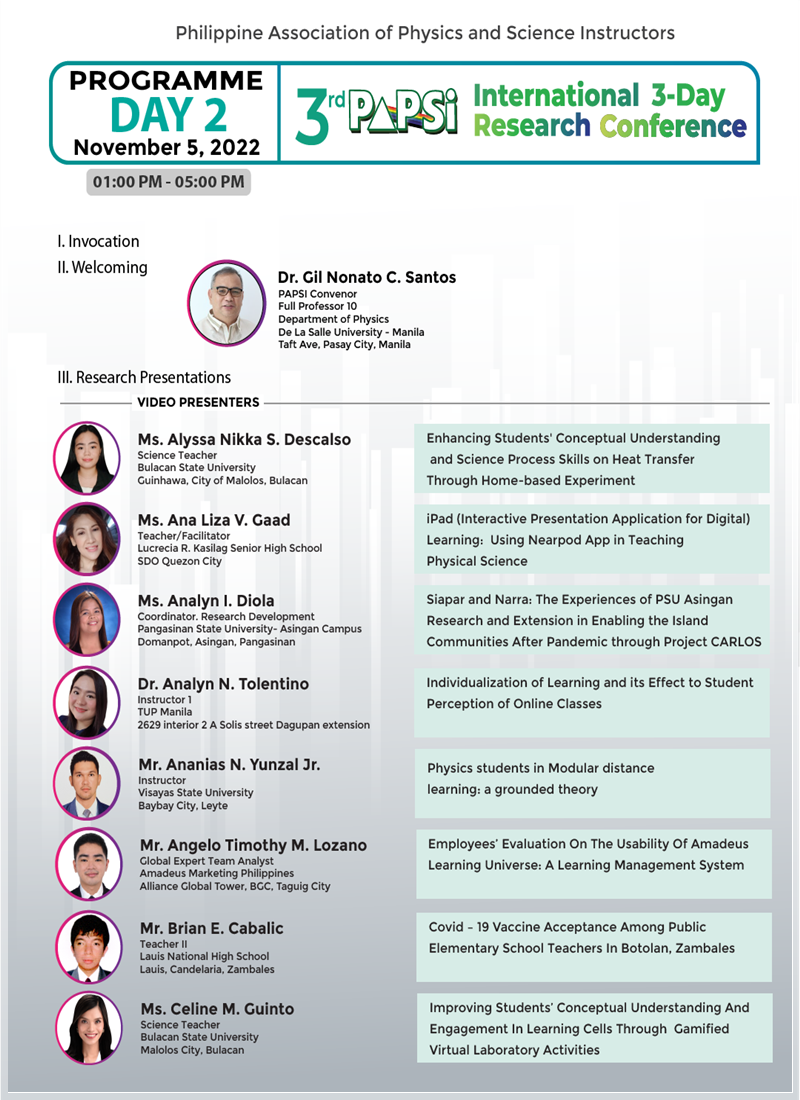 Philippine Association of Physics and Science Instructors
PROGRAMME
DAY 2
November 5, 2022
3rd PAPSi
International 3-Day
Research Conference
01:00 PM - 05:00 PM
I. Invocation
II. Welcoming
Dr. Gil Nonato C. Santos
PAPSI Convenor
Full Professor 10
Department of Physics
De La Salle University - Manila
Taft Ave, Pasay City, Manila
III. Research Presentations
VIDEO PRESENTERS
Ms. Alyssa Nikka S. Descalso
Science Teacher
Bulacan State University
Guinhawa, City of Malolos, Bulacan
Enhancing Students' Conceptual Understanding
and Science Process Skills on Heat Transfer
Through Home-based Experiment
Ms. Ana Liza V. Gaad
Teacher/Facilitator
Lucrecia R. Kasilag Senior High School
SDO Quezon City
iPad (Interactive Presentation Application for Digital)
Learning: Using Nearpod App in Teaching
Physical Science
Ms. Analyn I. Diola
Coordinator. Research Development
Pangasinan State University- Asingan Campus
Domanpot, Asingan, Pangasinan
Siapar and Narra: The Experiences of PSU Asingan
Research and Extension in Enabling the Island
Communities After Pandemic through Project CARLOS
Dr. Analyn N. Tolentino
Instructor 1
TUP Manila
2629 interior 2 A Solis street Dagupan extension
Individualization of Learning and its Effect to Student
Perception of Online Classes
Mr. Ananias N. Yunzal Jr.
Instructor
Visayas State University
Baybay City, Leyte
Physics students in Modular distance
learning: a grounded theory
Mr. Angelo Timothy M. Lozano
Global Expert Team Analyst
Amadeus Marketing Philippines
Alliance Global Tower, BGC, Taguig City
Employees’ Evaluation On The Usability Of Amadeus
Learning Universe: A Learning Management System
Mr. Brian E. Cabalic
Teacher II
Lauis National High School
Lauis, Candelaria, Zambales
Covid – 19 Vaccine Acceptance Among Public
Elementary School Teachers In Botolan, Zambales
Ms. Celine M. Guinto
Science Teacher
Bulacan State University
Malolos City, Bulacan
Improving Students’ Conceptual Understanding And
Engagement In Learning Cells Through Gamified
Virtual Laboratory Activities